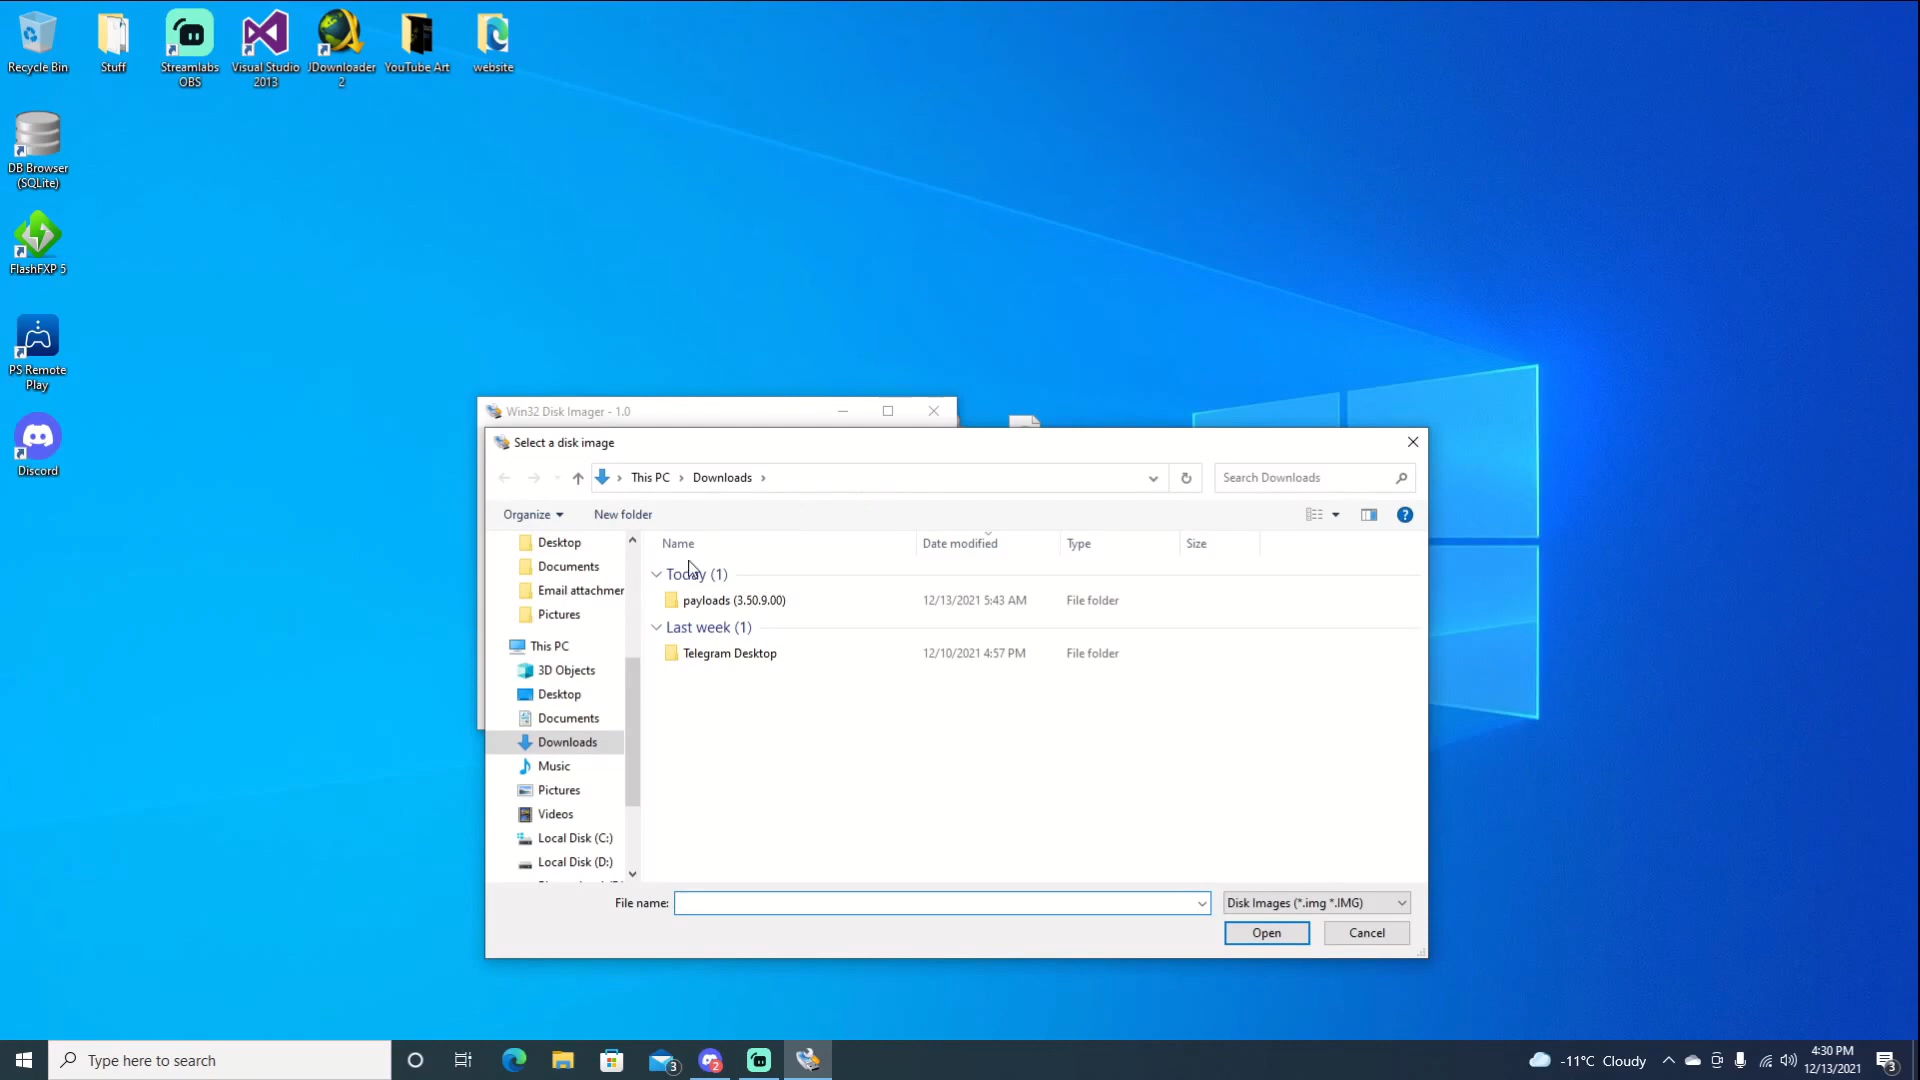 Recycle Bin
Stuff
Streamlabs
OBS
Visual Studio
2013
JDownloader
2
YouTube Art
website
DB Browser
(SQLite)
FlashFXP 5
PS Remote
Play
Discord
Win32 Disk Imager - 1.0
Select a disk image
This PC
Downloads
Search Downloads
Organize
New folder
Desktop
Documents
Email attachmer
Pictures
This PC
3D Objects
Desktop
Documents
Downloads
Music
Pictures
Videos
Local Disk (C:)
Local Disk (D:)
Name
Date modified
Type
Size
Today (1)
payloads (3.50.9.00)
12/13/2021 5:43 AM
File folder
Last week (1)
Telegram Desktop
12/10/2021 4:57 PM
File folder
File name:
Disk Images (*.img *.IMG)
Open
Cancel
Type here to search
3
2
-11°C Cloudy
4:30 PM
12/13/2021
3